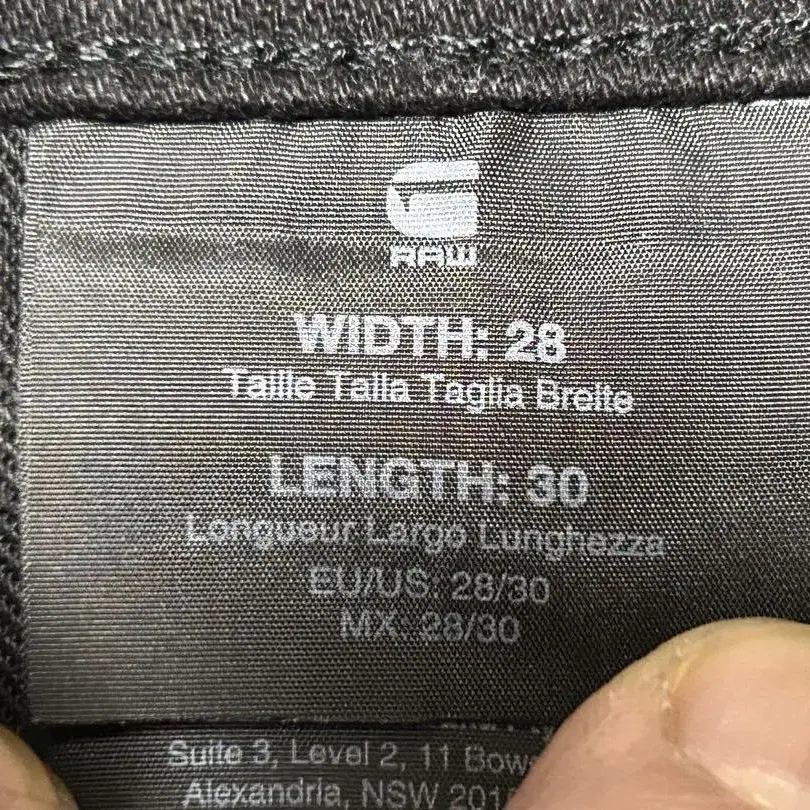 RAW
WIDTH: 28
Taille Talla Taglia Breite
LENGTH: 30
Longueur Largo Lunghezza
EU/US: 28/30
MX: 28/30
Suite 3, Level 2, 11
Alexandria, NSW